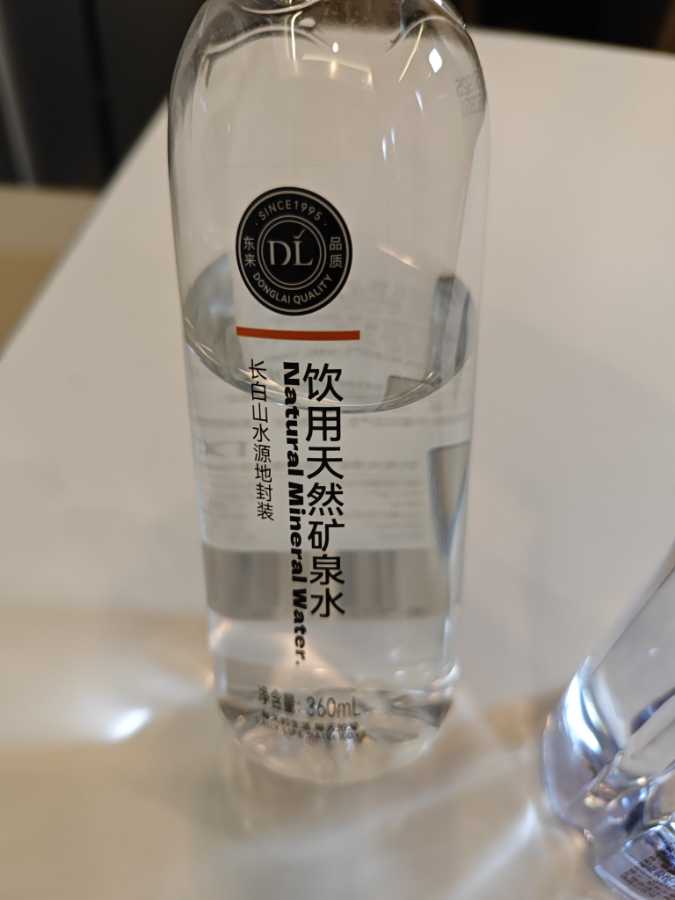 SINCE1995
东来
DL
品质
DONGLAI QUALITY
饮用天然矿泉水
Natural Mineral Water.
长白山水源地封装
净含量: 360mL